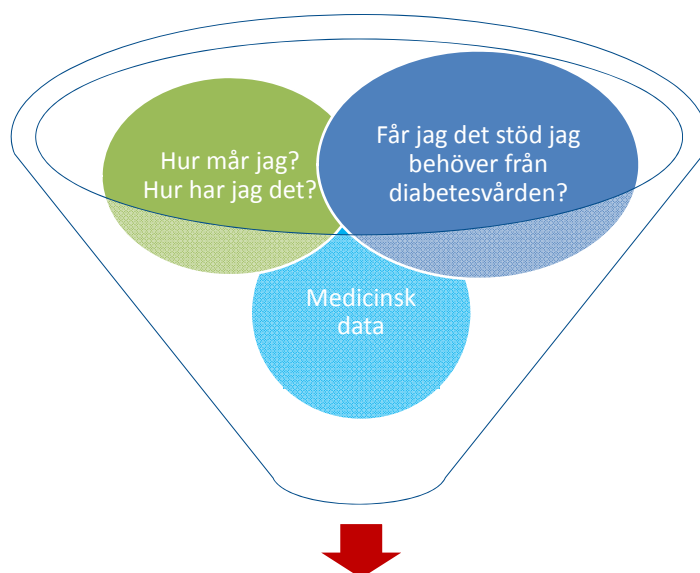 Hur mår jag?
Hur har jag det?
Får jag det stöd jag
behöver från
diabetesvården?
Medicinsk
data